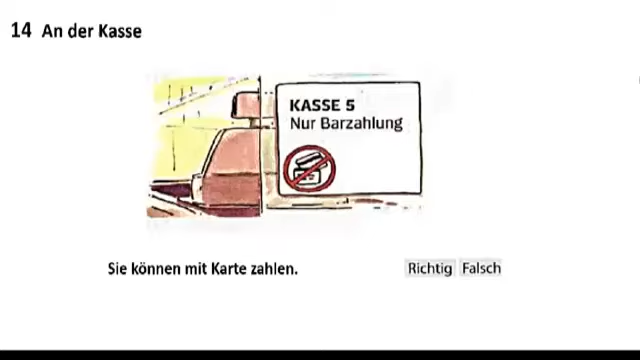 14 An der Kasse
KASSE 5
Nur Barzahlung
Sie können mit Karte zahlen. Richtig Falsch